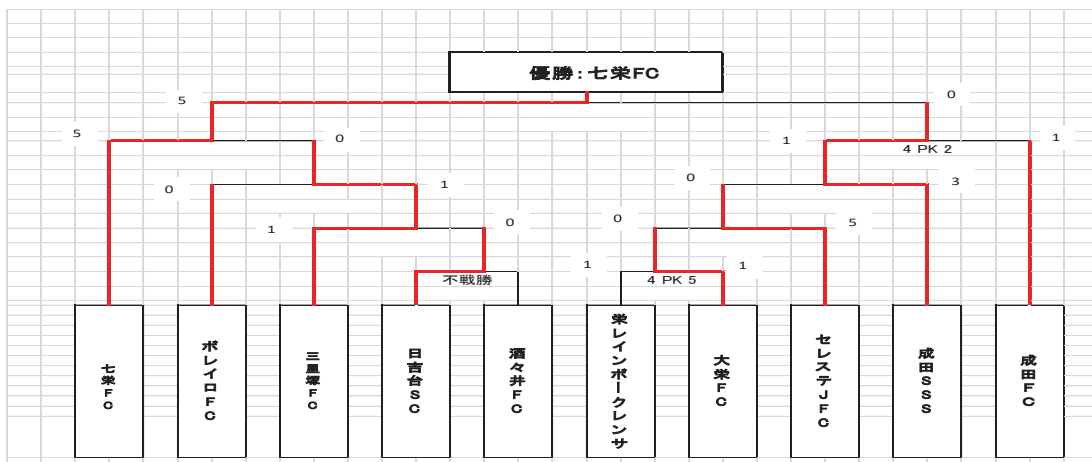 優勝：七栄FC
5
0
5
0
1
1
4 PK 2
0
1
0
3
1
0
0
5
不戦勝
1
4 PK 5
1
七栄FC
ボレイロFC
三里塚FC
日吉台SC
酒々井FC
栄レインボークレンサ
大栄FC
セレステJFC
成田SSS
成田FC